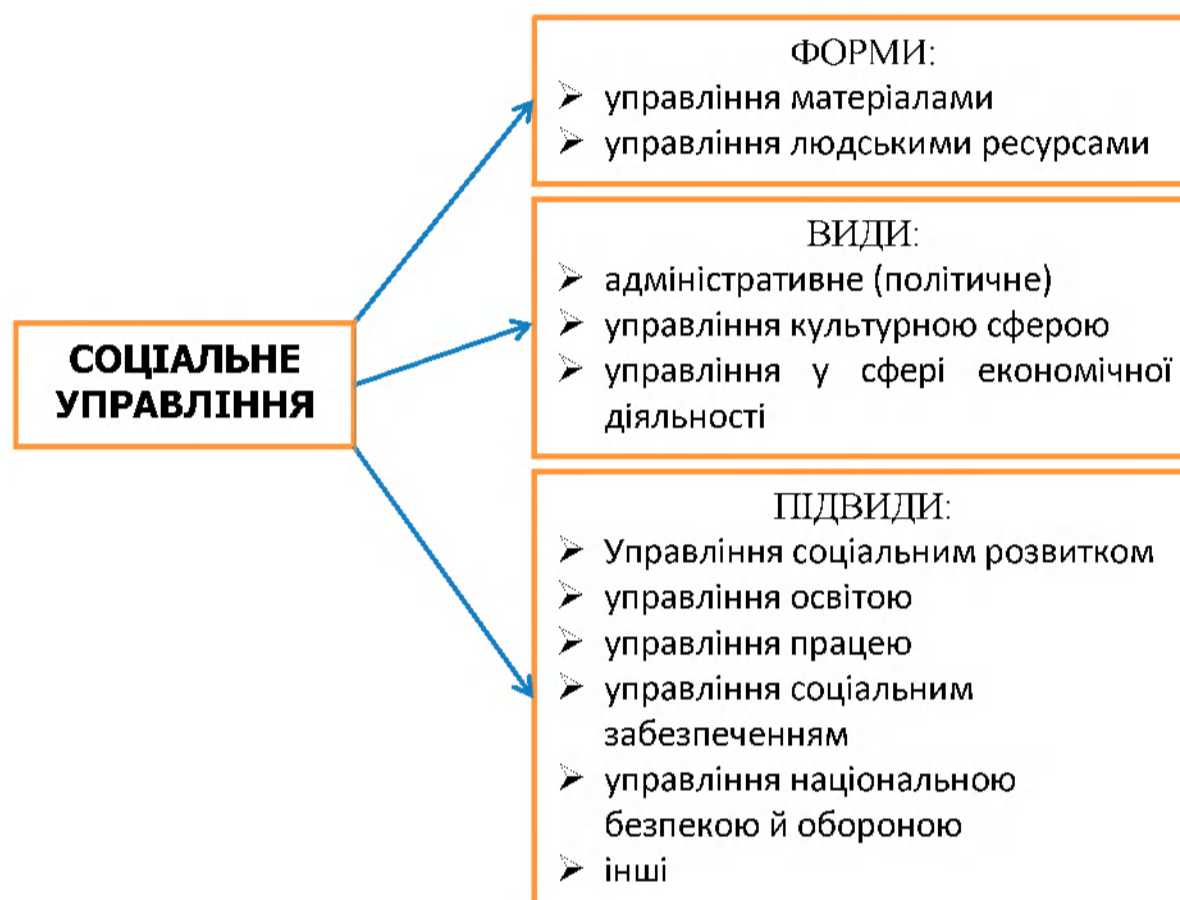 СОЦІАЛЬНЕ
УПРАВЛІННЯ
ФОРМИ:
➢ управління матеріалами
➢ управління людськими ресурсами
ВИДИ:
➢ адміністративне (політичне)
➢ управління культурною сферою
➢ управління у сфері економічної
діяльності
ПІДВИДИ:
➢ Управління соціальним розвитком
➢ управління освітою
➢ управління працею
➢ управління соціальним
забезпеченням
➢ управління національною
безпекою й обороною
➢ інші